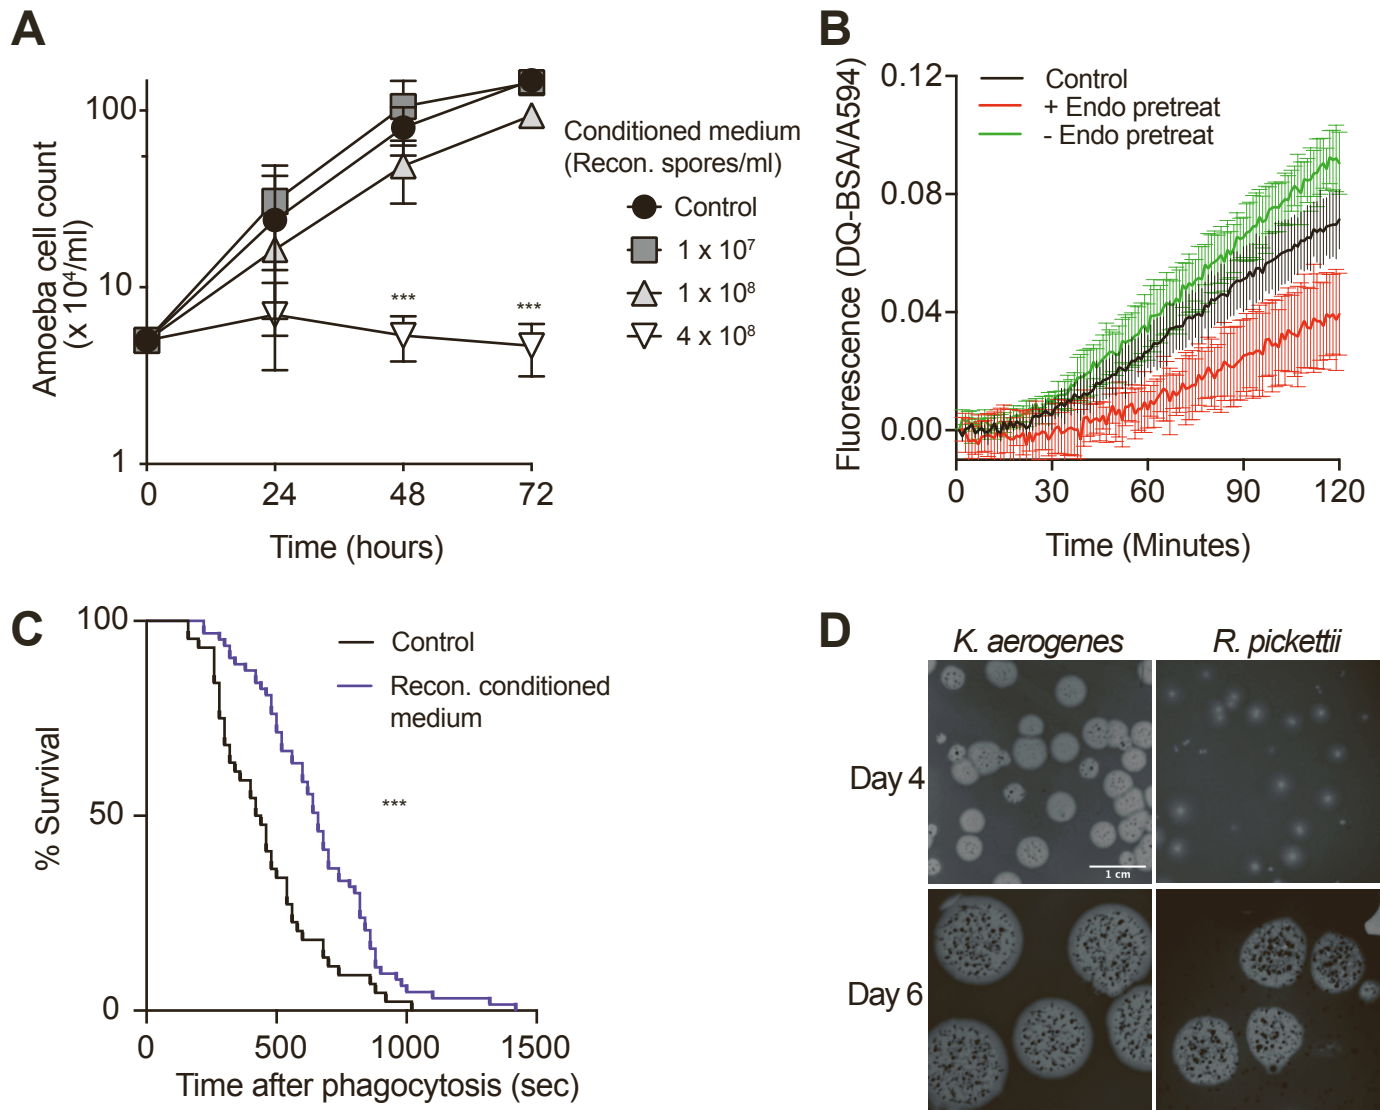 A
Amoeba cell count
(x 10⁴/ml)
100
10
1
0
24
48
72
Time (hours)
***
***
Conditioned medium
(Recon. spores/ml)
Control
1 x 10⁷
1 x 10⁸
4 x 10⁸
B
Fluorescence (DQ-BSA/A594)
0.12
0.08
0.04
0.00
0
30
60
90
120
Time (Minutes)
Control
+ Endo pretreat
- Endo pretreat
C
% Survival
100
50
0
0
500
1000
1500
Time after phagocytosis (sec)
Control
Recon. conditioned
medium
***
D
K. aerogenes
R. pickettii
Day 4
1 cm
Day 6